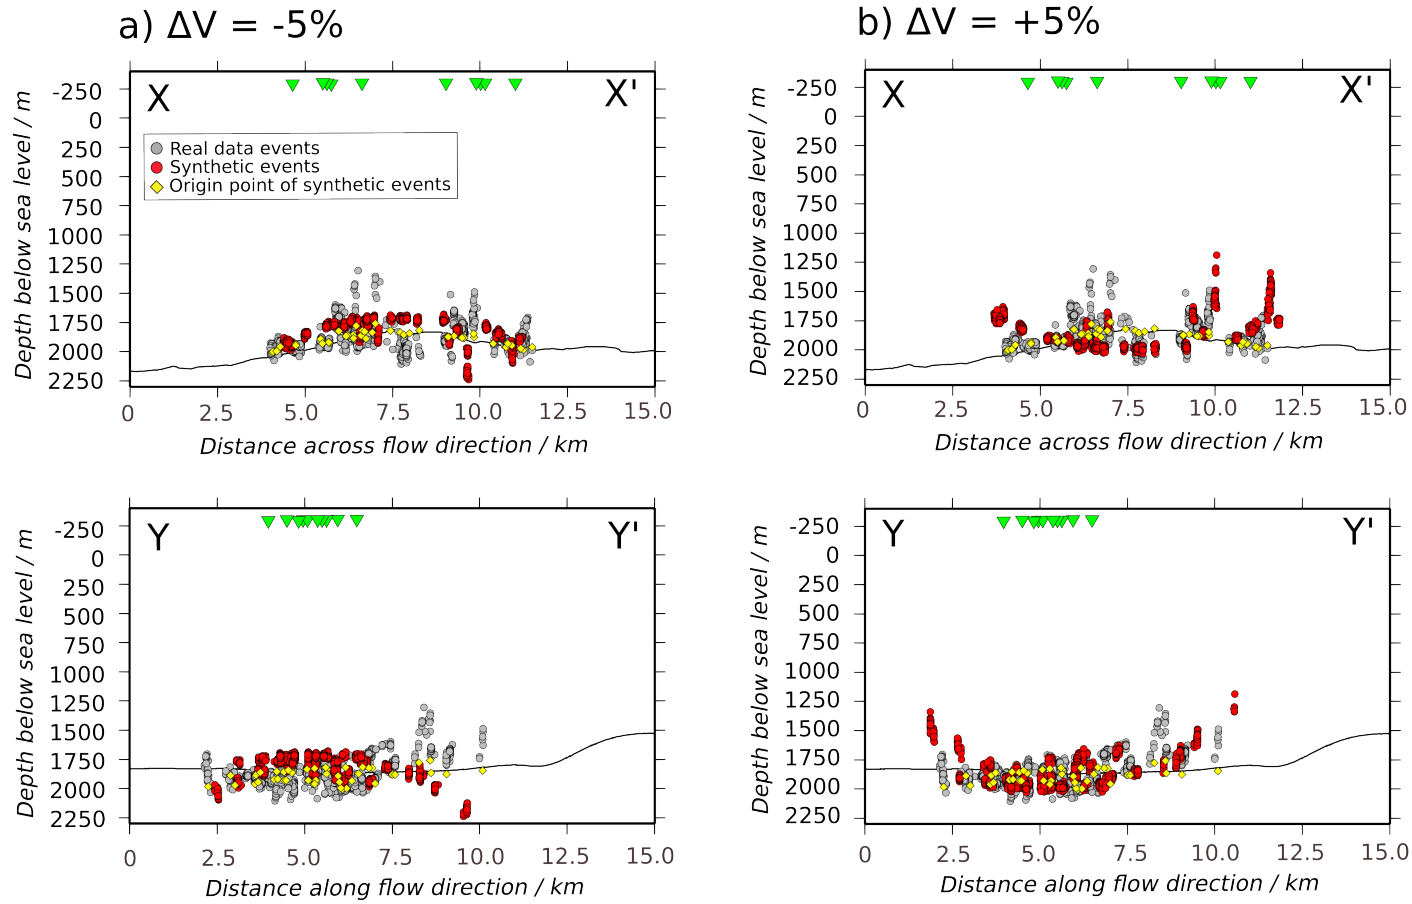 a) ΔV = -5%
b) ΔV = +5%
X
X'
Depth below sea level / m
-250
0
250
500
750
1000
1250
1500
1750
2000
2250
Real data events
Synthetic events
Origin point of synthetic events
0 2.5 5.0 7.5 10.0 12.5 15.0
Distance across flow direction / km
X
X'
Depth below sea level / m
-250
0
250
500
750
1000
1250
1500
1750
2000
2250
0 2.5 5.0 7.5 10.0 12.5 15.0
Distance across flow direction / km
Y
Y'
Depth below sea level / m
-250
0
250
500
750
1000
1250
1500
1750
2000
2250
0 2.5 5.0 7.5 10.0 12.5 15.0
Distance along flow direction / km
Y
Y'
Depth below sea level / m
-250
0
250
500
750
1000
1250
1500
1750
2000
2250
0 2.5 5.0 7.5 10.0 12.5 15.0
Distance along flow direction / km